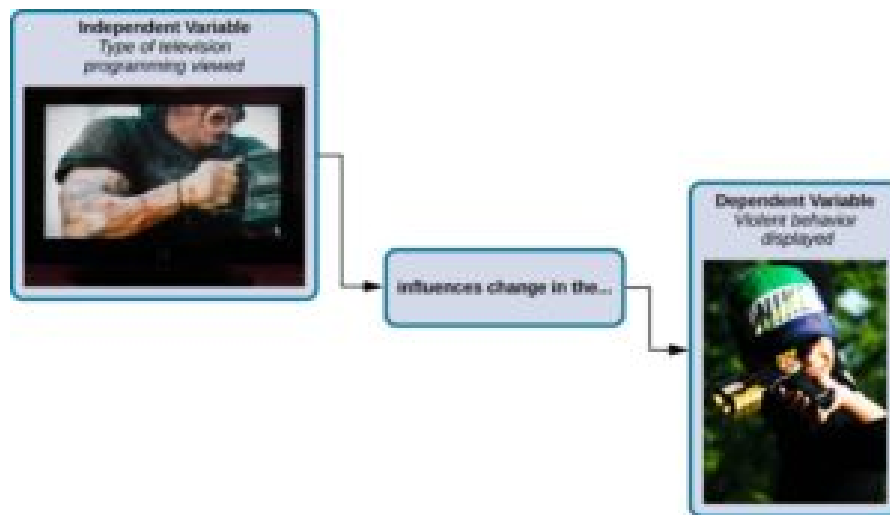 Independent Variable
Type of television
programming viewed
influences change in the...
Dependent Variable
Violent behavior
displayed